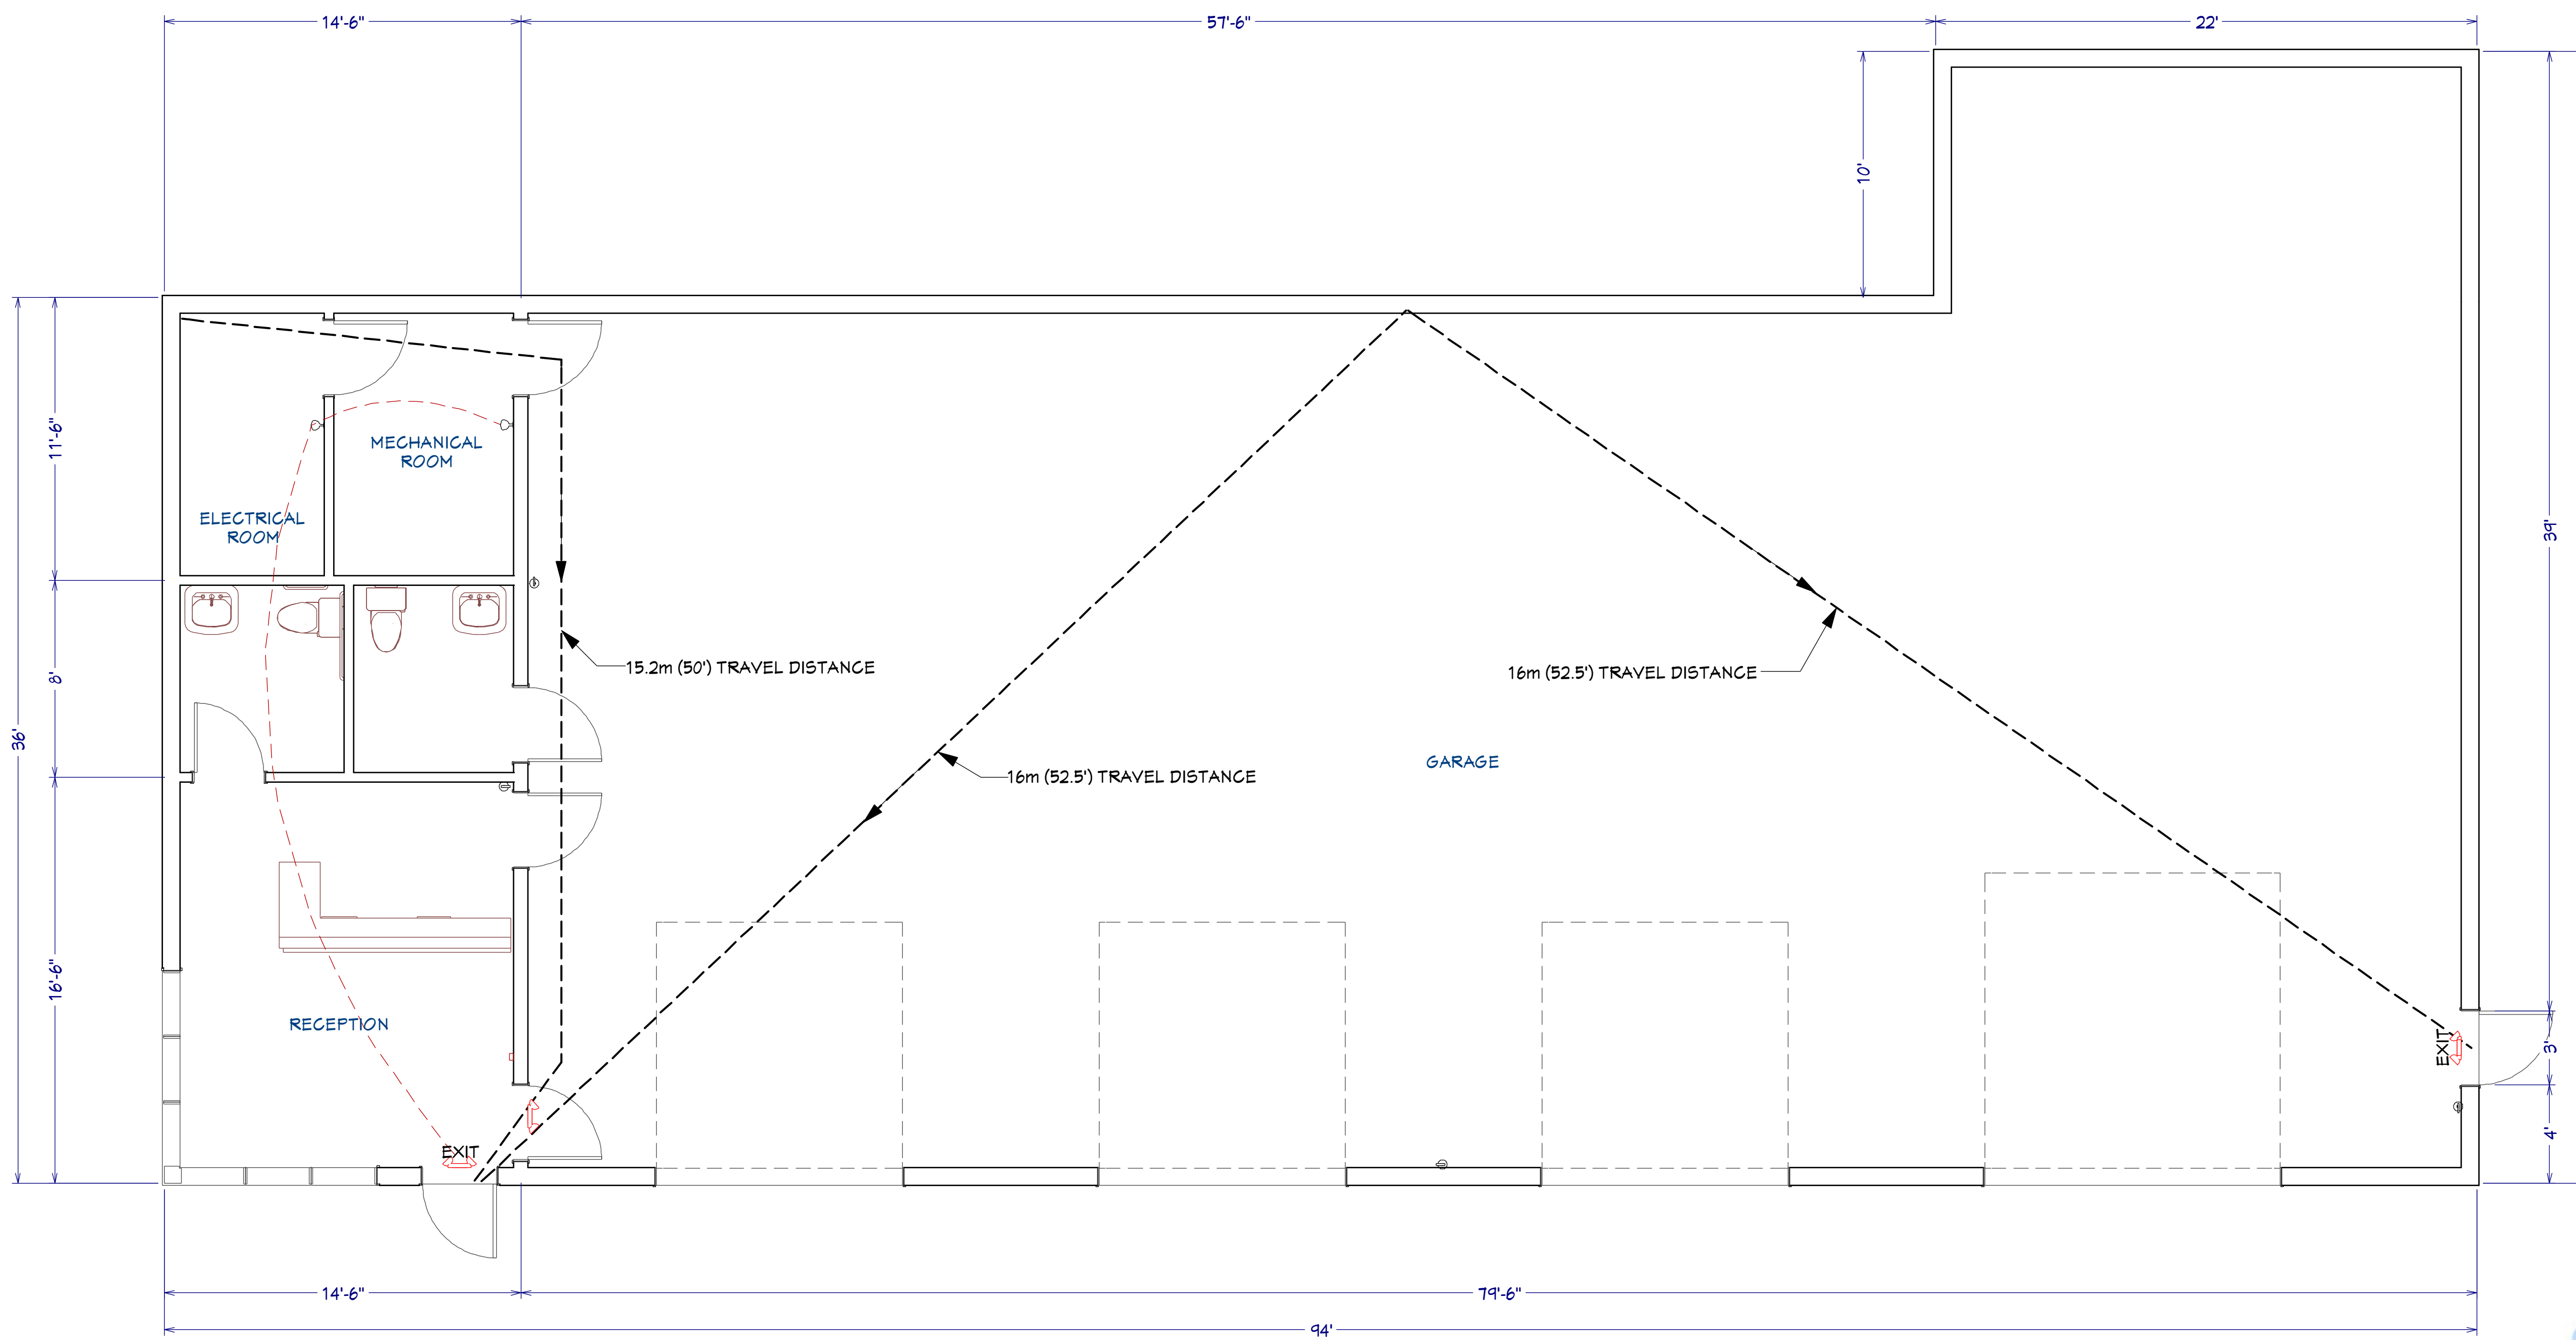 14'-6"
57'-6"
22'
10'
11'-6"
MECHANICAL
ROOM
ELECTRICAL
ROOM
39'
8'
15.2m (50') TRAVEL DISTANCE
16m (52.5') TRAVEL DISTANCE
36'
GARAGE
16m (52.5') TRAVEL DISTANCE
16'-6"
RECEPTION
EXIT
3'
4'
EXIT
14'-6"
79'-6"
94'